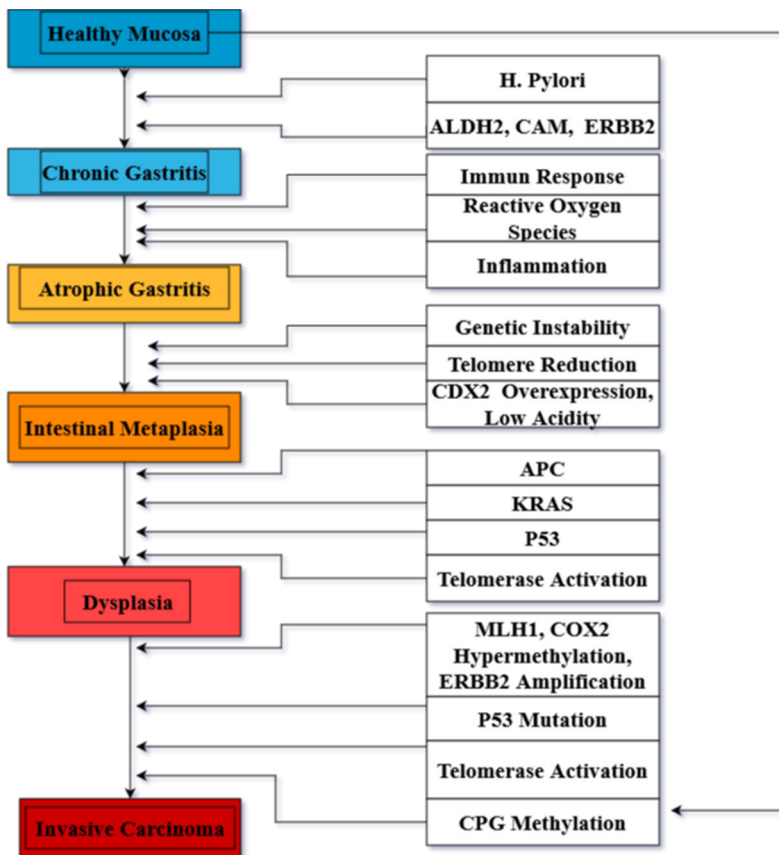 Healthy Mucosa
H. Pylori
ALDH2, CAM, ERBB2
Chronic Gastritis
Immun Response
Reactive Oxygen
Species
Inflammation
Atrophic Gastritis
Genetic Instability
Telomere Reduction
CDX2 Overexpression,
Low Acidity
Intestinal Metaplasia
APC
KRAS
P53
Telomerase Activation
Dysplasia
MLH1, COX2
Hypermethylation,
ERBB2 Amplification
P53 Mutation
Telomerase Activation
CPG Methylation
Invasive Carcinoma